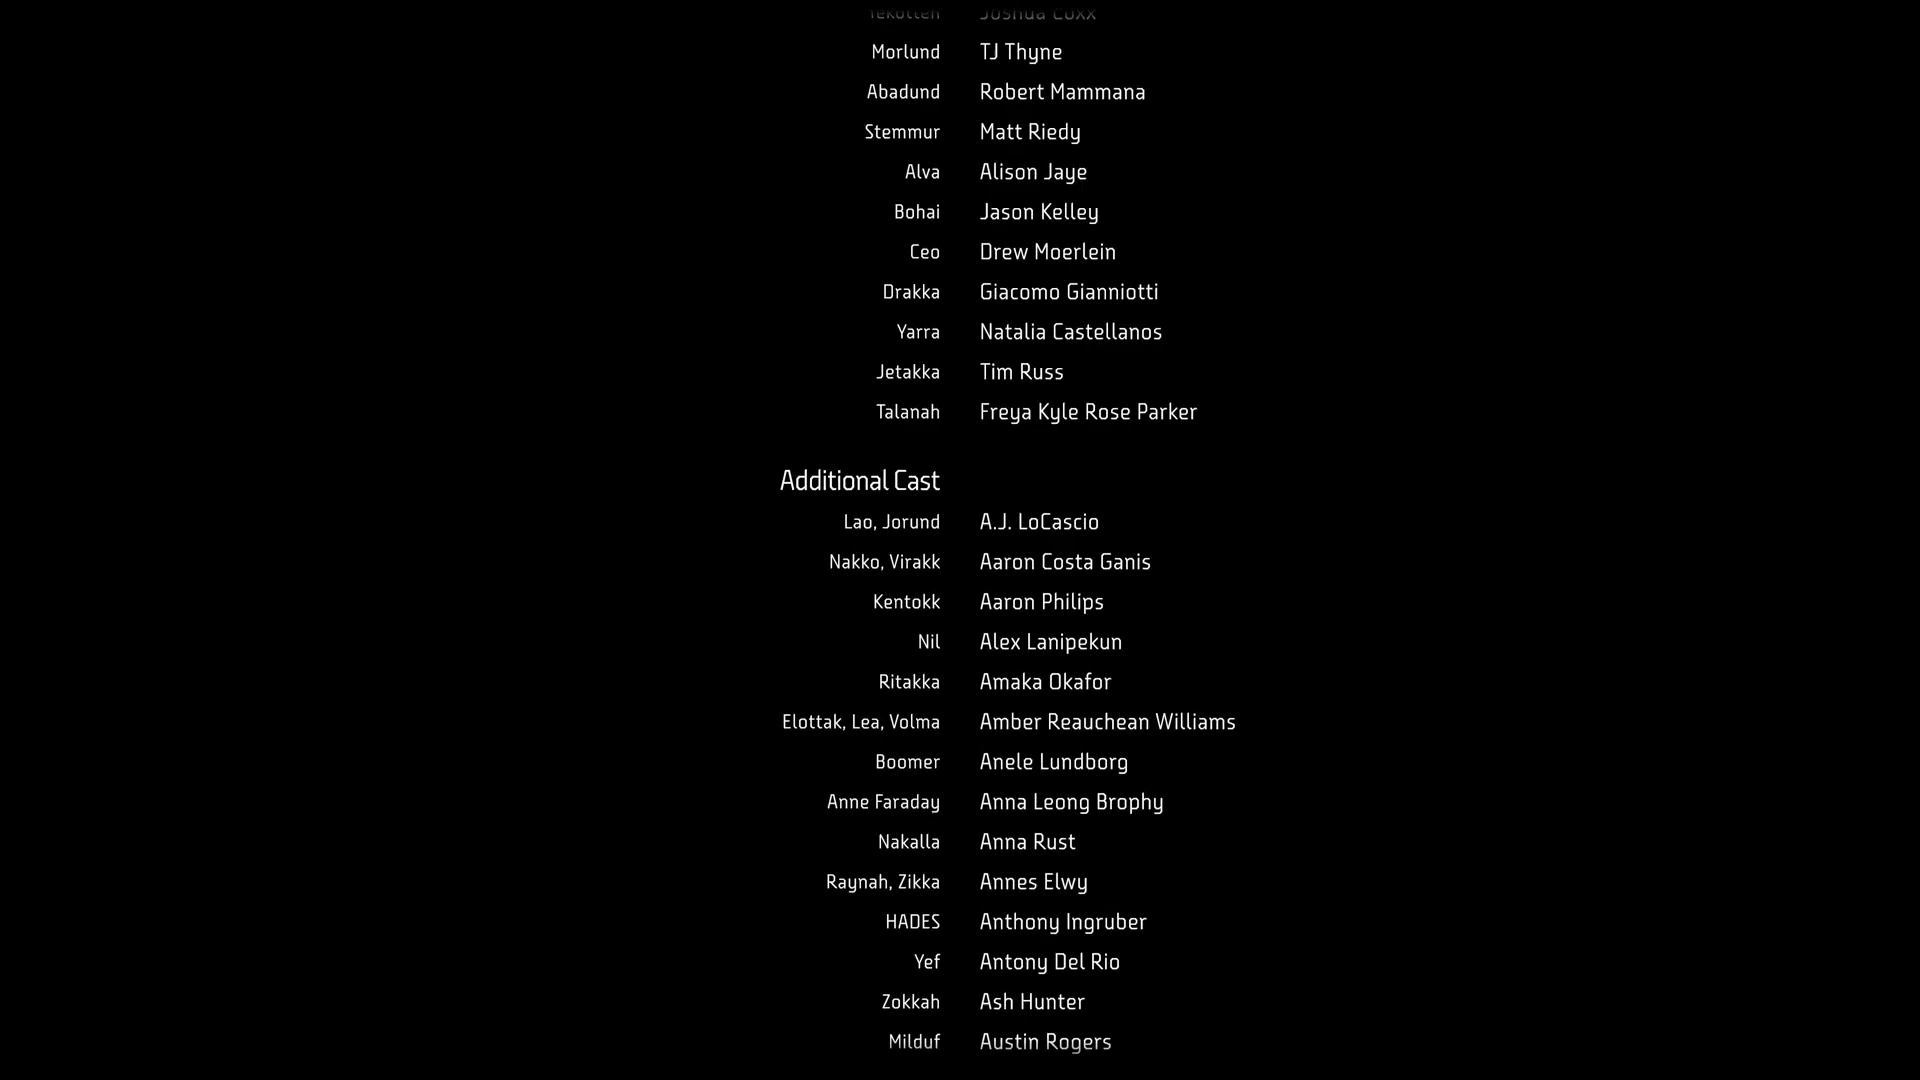 Morlund TJ Thyne
Abadund Robert Mammana
Stemmur Matt Riedy
Alva Alison Jaye
Bohai Jason Kelley
Ceo Drew Moerlein
Drakka Giacomo Gianniotti
Yarra Natalia Castellanos
Jetakka Tim Russ
Talanah Freya Kyle Rose Parker
Additional Cast
Lao, Jorund A.J. LoCascio
Nakko, Virakk Aaron Costa Ganis
Kentokk Aaron Philips
Nil Alex Lanipekun
Ritakka Amaka Okafor
Elottak, Lea, Volma Amber Reauchean Williams
Boomer Anele Lundborg
Anne Faraday Anna Leong Brophy
Nakalla Anna Rust
Raynah, Zikka Annes Elwy
HADES Anthony Ingruber
Yef Antony Del Rio
Zokkah Ash Hunter
Milduf Austin Rogers